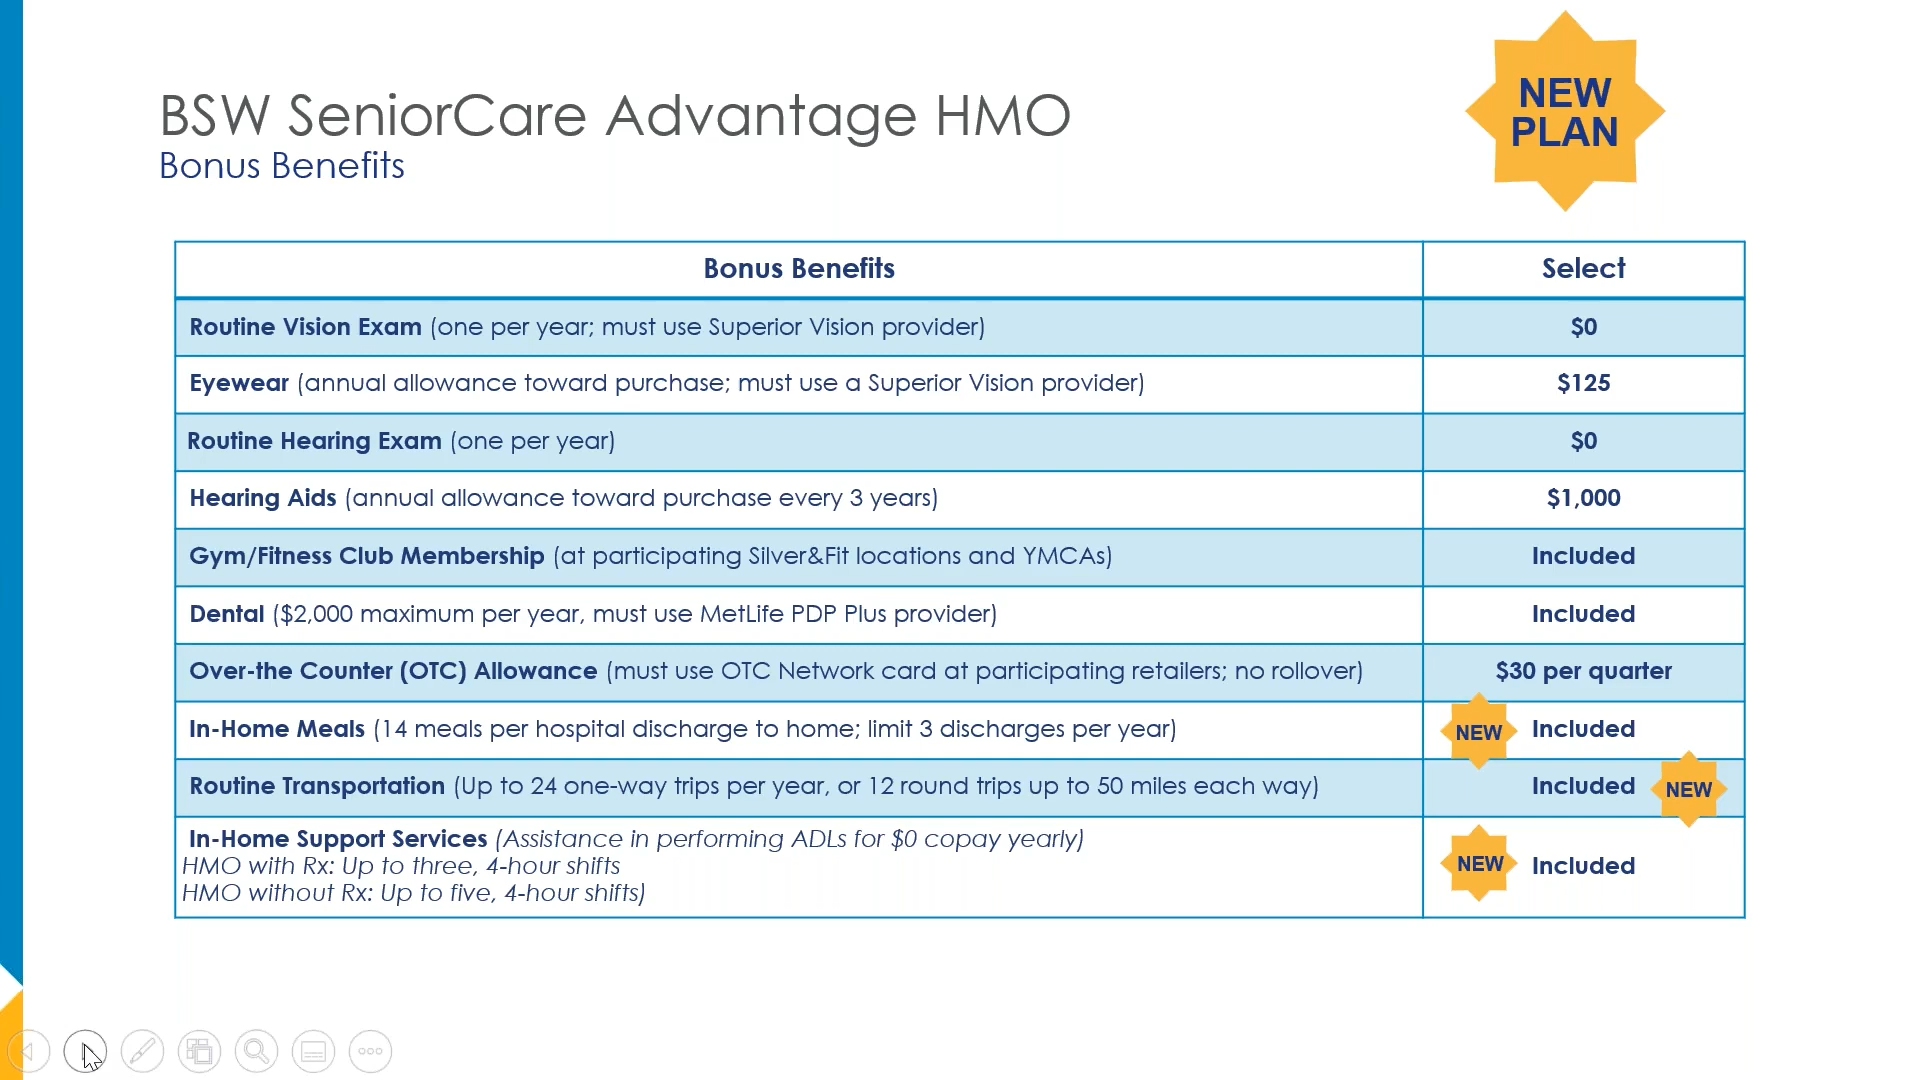 NEW
PLAN
BSW SeniorCare Advantage HMO
Bonus Benefits
Bonus Benefits Select
Routine Vision Exam (one per year; must use Superior Vision provider) $0
Eyewear (annual allowance toward purchase; must use a Superior Vision provider) $125
Routine Hearing Exam (one per year) $0
Hearing Aids (annual allowance toward purchase every 3 years) $1,000
Gym/Fitness Club Membership (at participating Silver&Fit locations and YMCAs) Included
Dental ($2,000 maximum per year, must use MetLife PDP Plus provider) Included
Over-the Counter (OTC) Allowance (must use OTC Network card at participating retailers; no rollover) $30 per quarter
In-Home Meals (14 meals per hospital discharge to home; limit 3 discharges per year) NEW Included
Routine Transportation (Up to 24 one-way trips per year, or 12 round trips up to 50 miles each way) Included NEW
In-Home Support Services (Assistance in performing ADLs for $0 copay yearly)
HMO with Rx: Up to three, 4-hour shifts NEW Included
HMO without Rx: Up to five, 4-hour shifts)